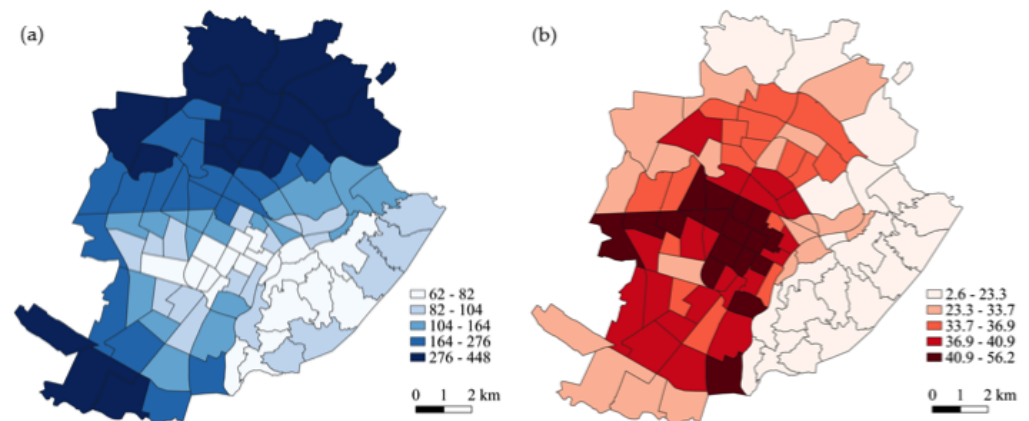 (a)
62 - 82
82 - 104
104 - 164
164 - 276
276 - 448
0 1 2 km
(b)
2.6 - 23.3
23.3 - 33.7
33.7 - 36.9
36.9 - 40.9
40.9 - 56.2
0 1 2 km